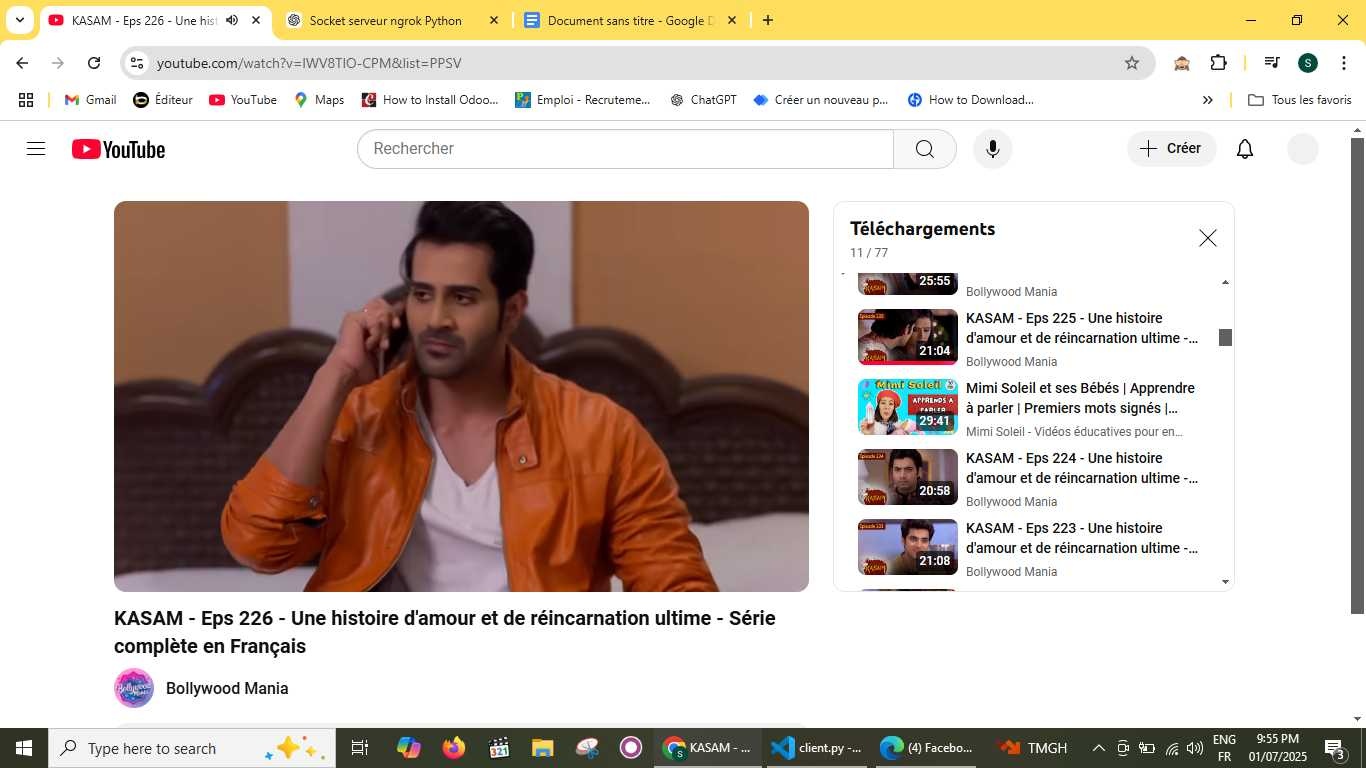 KASAM - Eps 226 - Une hist
Socket serveur ngrok Python
Document sans titre - Google D
youtube.com/watch?v=IWV8TIO-CPM&list=PPSV
S
Gmail
Éditeur
YouTube
Maps
How to Install Odoo...
Emploi - Recruteme...
ChatGPT
Créer un nouveau p...
How to Download...
Tous les favoris
YouTube
Rechercher
Créer
Téléchargements
11 / 77
25:55
Bollywood Mania
KASAM - Eps 225 - Une histoire
d'amour et de réincarnation ultime -...
21:04
Bollywood Mania
Mimi Soleil et ses Bébés | Apprendre
à parler | Premiers mots signés |...
Mimi Soleil
APPRENDS À
PARLER
29:41
Mimi Soleil - Vidéos éducatives pour en...
KASAM - Eps 224 - Une histoire
d'amour et de réincarnation ultime -...
20:58
Bollywood Mania
KASAM - Eps 223 - Une histoire
d'amour et de réincarnation ultime -...
21:08
Bollywood Mania
KASAM - Eps 226 - Une histoire d'amour et de réincarnation ultime - Série
complète en Français
Bollywood Mania
Type here to search
321
KASAM - ...
client.py -...
(4) Facebo...
TMGH
ENG
FR
9:55 PM
01/07/2025
3